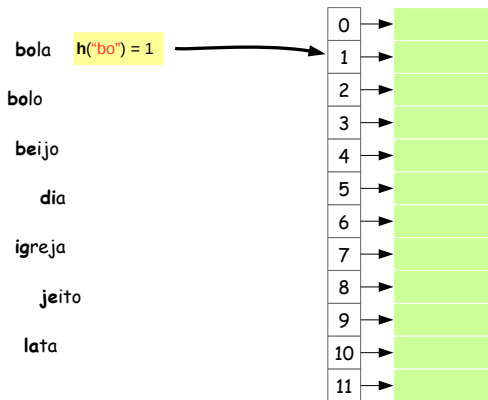 bola h(“bo”) = 1
bolo
beijo
dia
igreja
jeito
lata
0
1
2
3
4
5
6
7
8
9
10
11